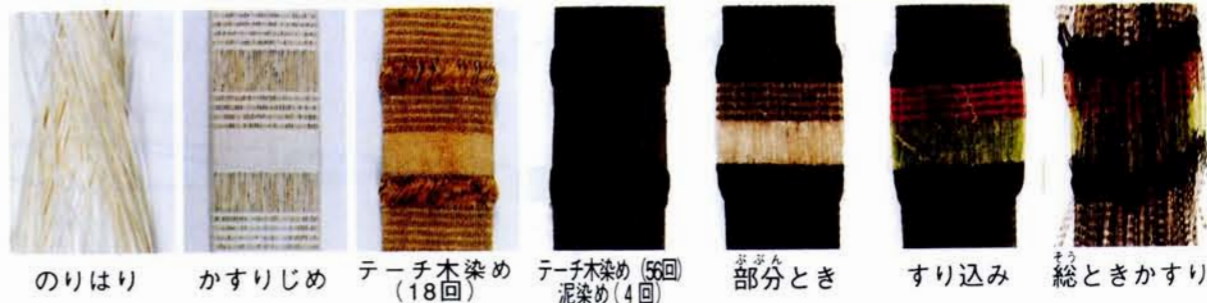 のりはり
かすりじめ
テーチ木染め
(18回)
テーチ木染め(56回)
泥染め(4回)
ぶぶん
部分とき
すり込み
そう
総ときかすり